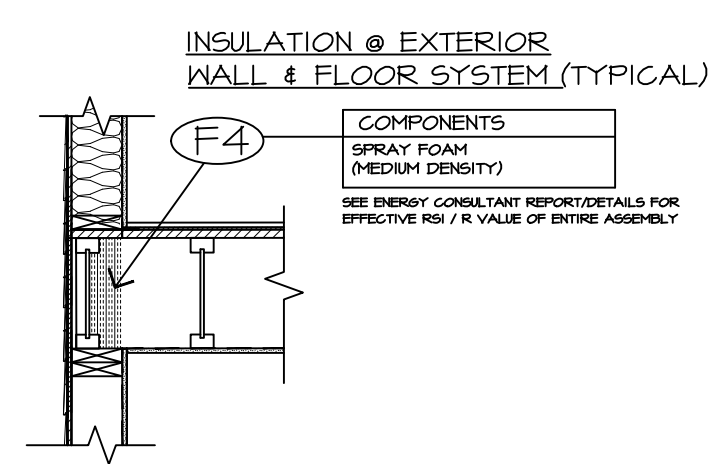 INSULATION @ EXTERIOR
WALL & FLOOR SYSTEM (TYPICAL)
F4
COMPONENTS
SPRAY FOAM
(MEDIUM DENSITY)
SEE ENERGY CONSULTANT REPORT/DETAILS FOR
EFFECTIVE RSI / R VALUE OF ENTIRE ASSEMBLY